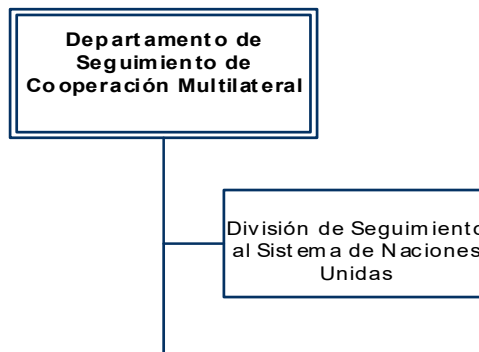 Departamento de
Seguimiento de
Cooperación Multilateral
División de Seguimiento
al Sistema de Naciones
Unidas